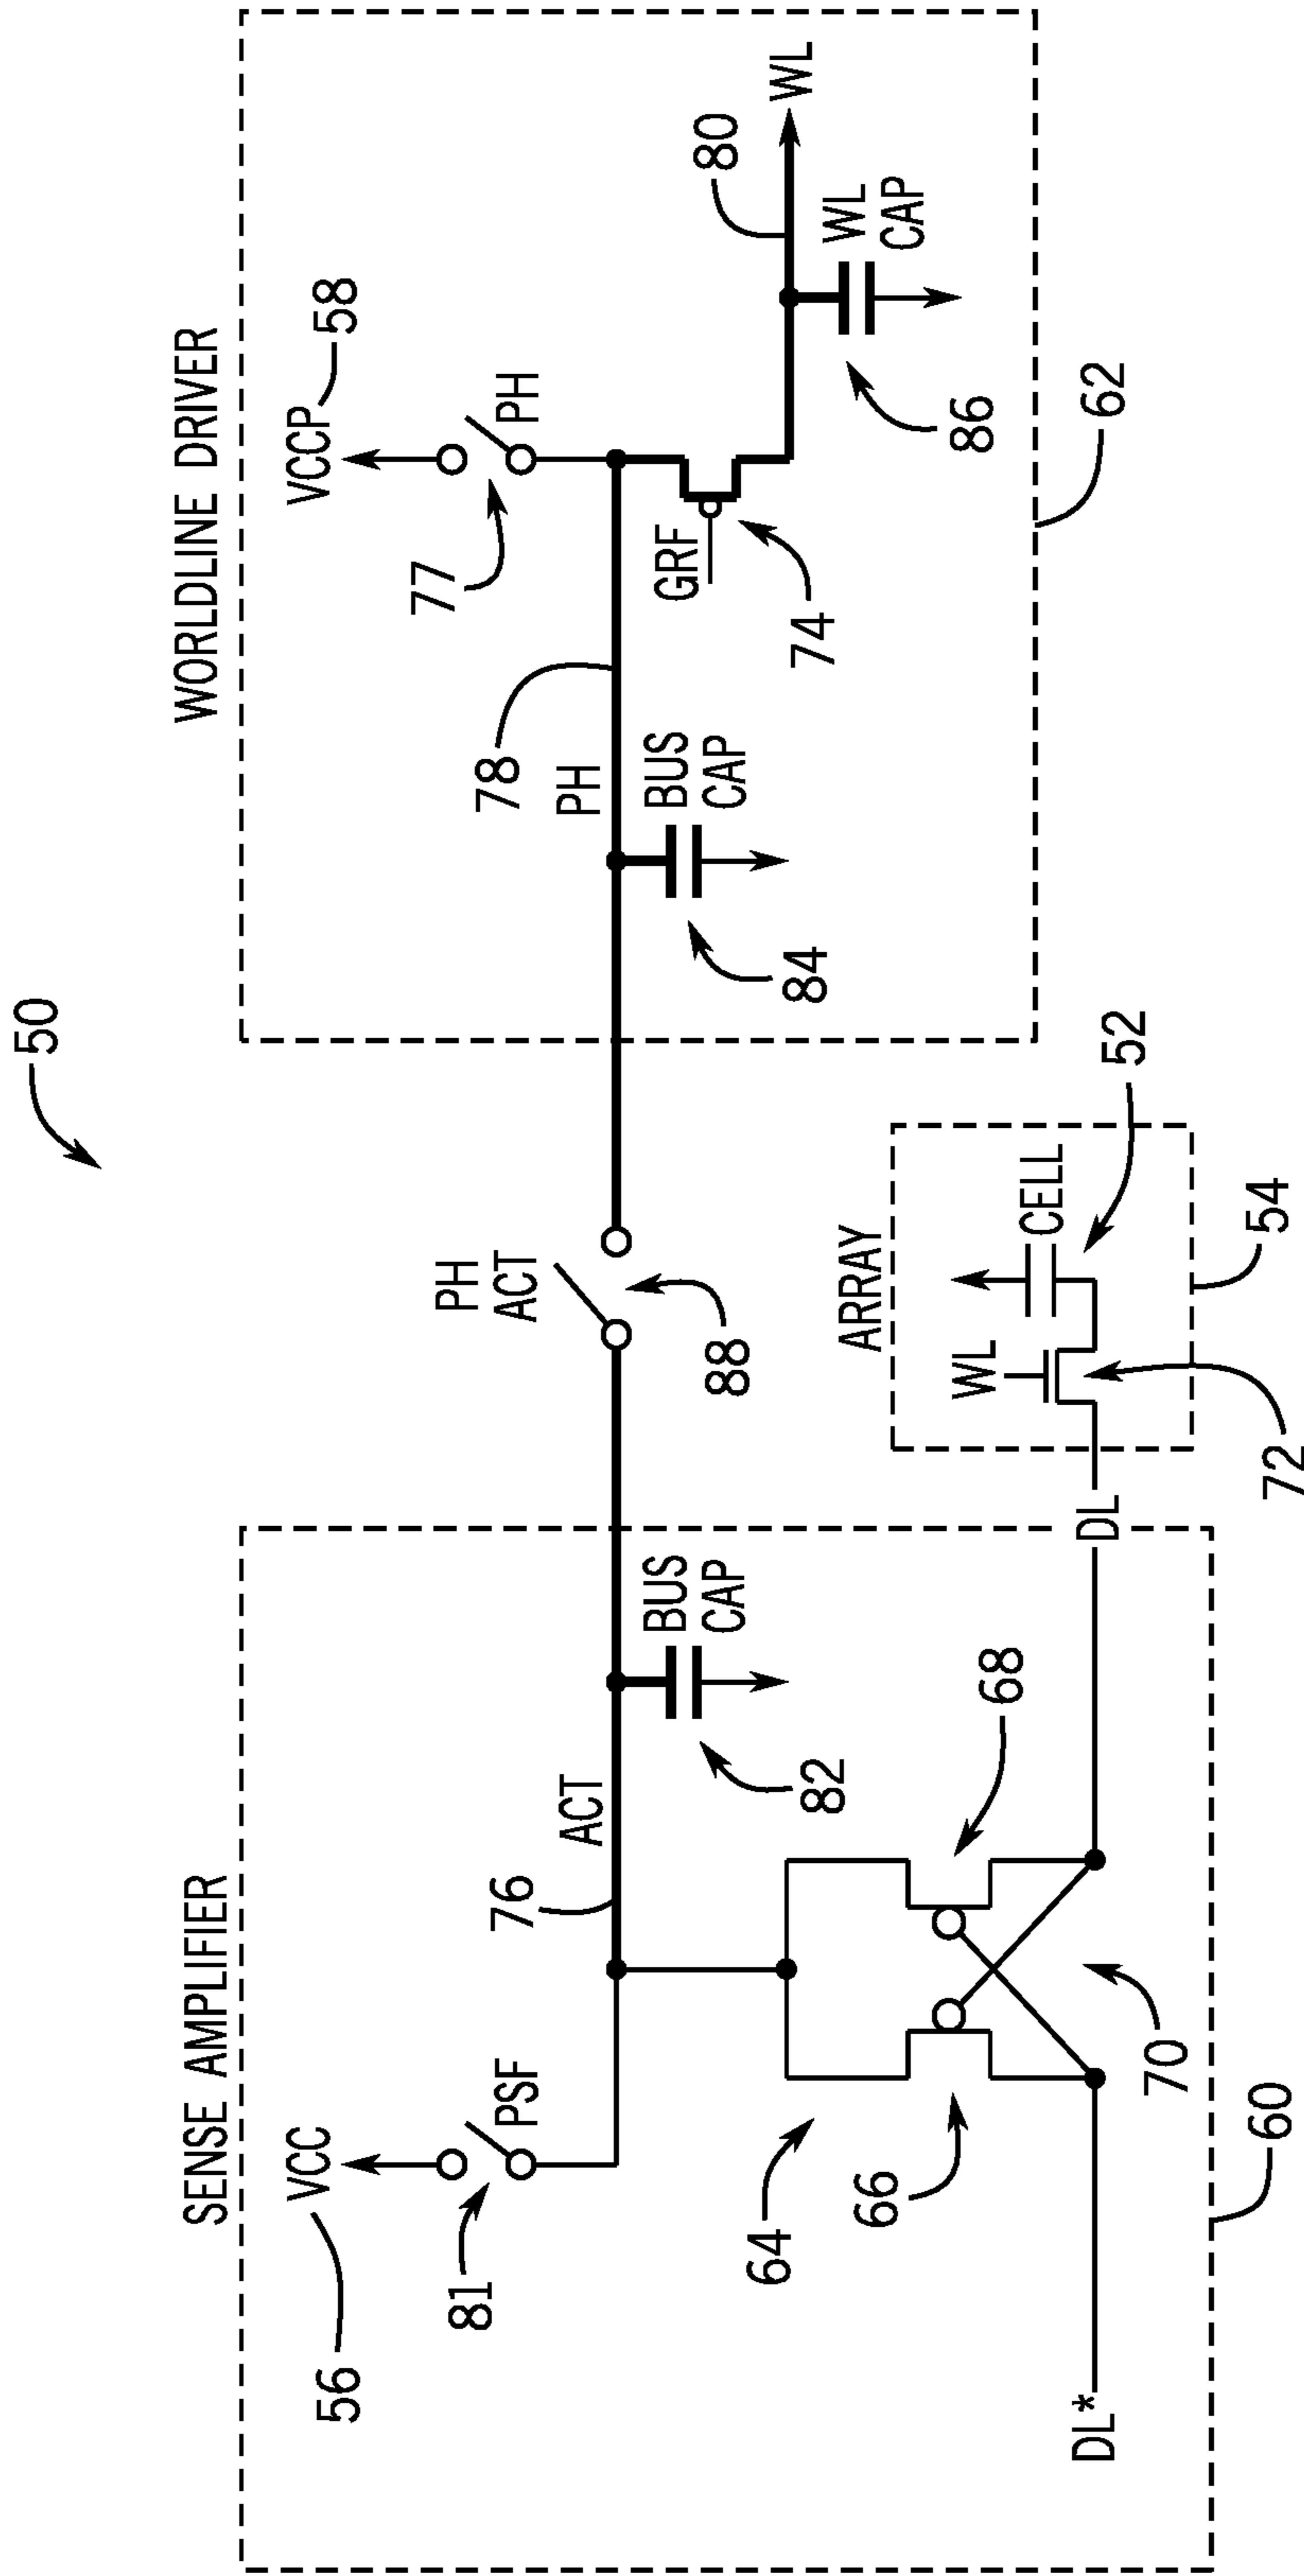 50
SENSE AMPLIFIER
WORLDLINE DRIVER
VCC
56
81
PSF
VCCP
58
77
PH
76
ACT
PH
ACT
78
PH
80
WL
BUS
CAP
82
88
BUS
CAP
84
GRF
74
WL
CAP
86
62
64
66
68
70
60
DL*
DL
ARRAY
WL
CELL
52
72
54